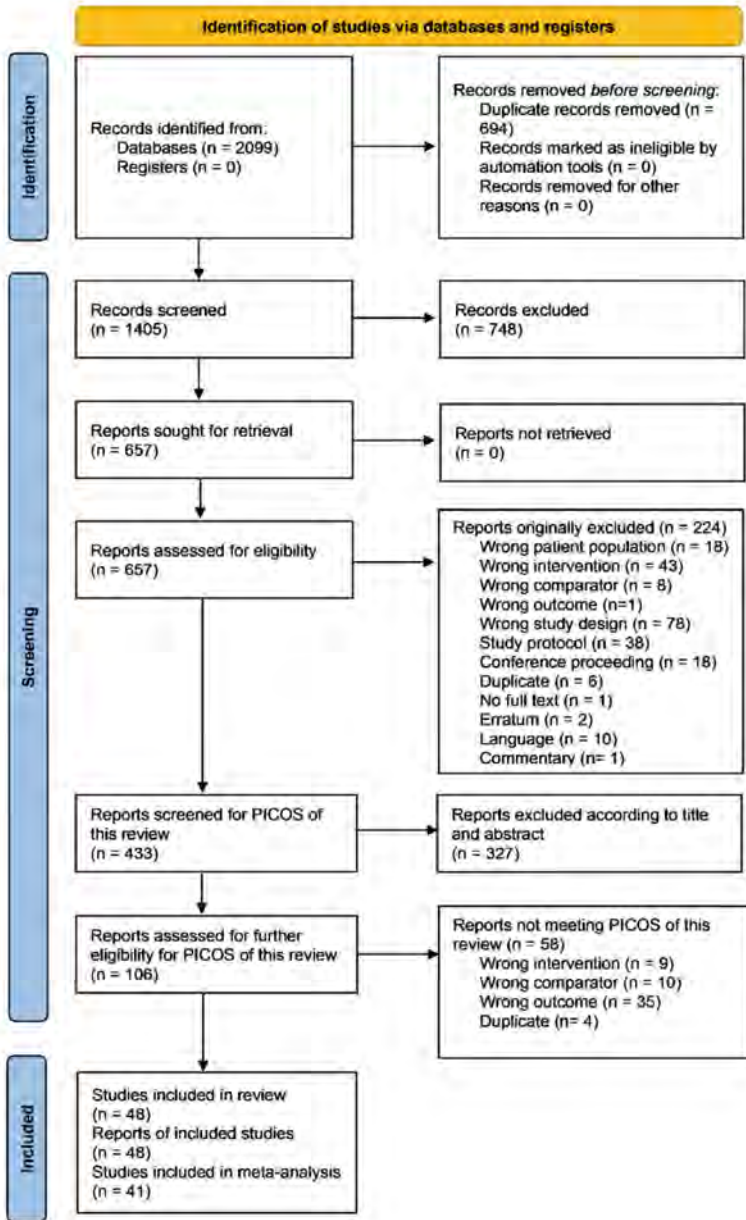 Identification of studies via databases and registers
Identification
Records identified from:
Databases (n = 2099)
Registers (n = 0)
Records removed before screening:
Duplicate records removed (n =
694)
Records marked as ineligible by
automation tools (n = 0)
Records removed for other
reasons (n = 0)
Screening
Records screened
(n = 1405)
Records excluded
(n = 748)
Reports sought for retrieval
(n = 657)
Reports not retrieved
(n = 0)
Reports assessed for eligibility
(n = 657)
Reports originally excluded (n = 224)
Wrong patient population (n = 18)
Wrong intervention (n = 43)
Wrong comparator (n = 8)
Wrong outcome (n=1)
Wrong study design (n = 78)
Study protocol (n = 38)
Conference proceeding (n = 18)
Duplicate (n = 6)
No full text (n = 1)
Erratum (n = 2)
Language (n = 10)
Commentary (n= 1)
Reports screened for PICOS of
this review
(n = 433)
Reports excluded according to title
and abstract
(n = 327)
Reports assessed for further
eligibility for PICOS of this review
(n = 106)
Reports not meeting PICOS of this
review (n = 58)
Wrong intervention (n = 9)
Wrong comparator (n = 10)
Wrong outcome (n = 35)
Duplicate (n= 4)
Included
Studies included in review
(n = 48)
Reports of included studies
(n = 48)
Studies included in meta-analysis
(n = 41)